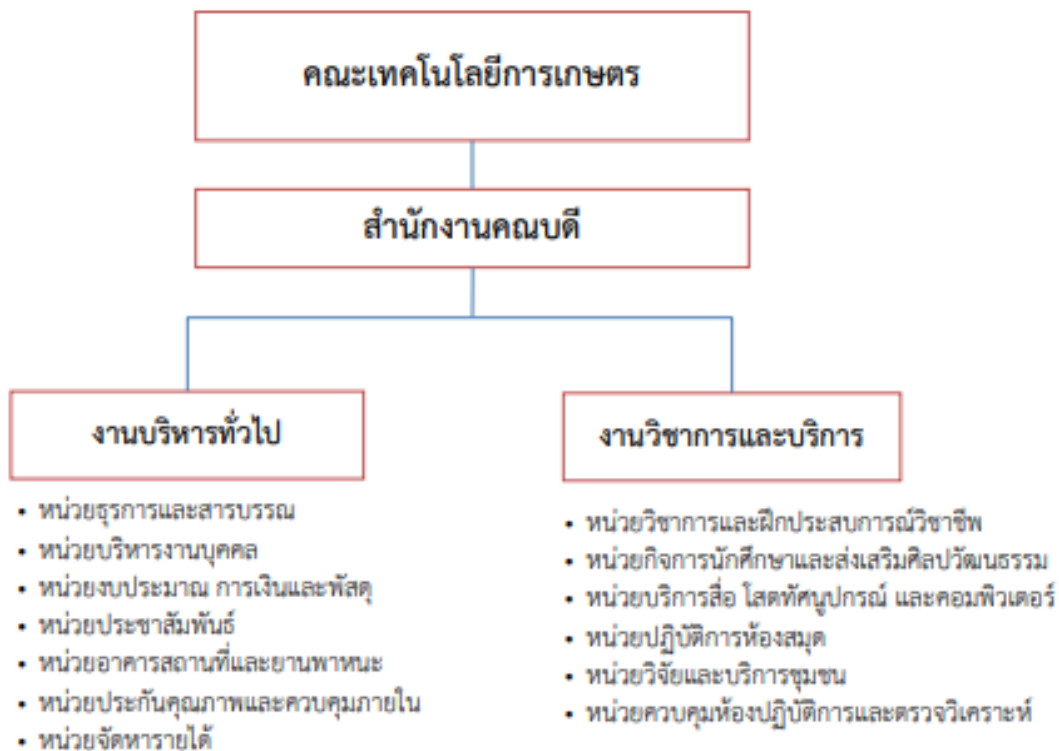 คณะเทคโนโลยีการเกษตร
สำนักงานคณบดี
งานบริหารทั่วไป
• หน่วยธุรการและสารบรรณ
• หน่วยบริหารงานบุคคล
• หน่วยงบประมาณ การเงินและพัสดุ
• หน่วยประชาสัมพันธ์
• หน่วยอาคารสถานที่และยานพาหนะ
• หน่วยประกันคุณภาพและควบคุมภายใน
• หน่วยจัดหารายได้
งานวิชาการและบริการ
• หน่วยวิชาการและฝึกประสบการณ์วิชาชีพ
• หน่วยกิจการนักศึกษาและส่งเสริมศิลปวัฒนธรรม
• หน่วยบริการสื่อ โสตทัศนูปกรณ์ และคอมพิวเตอร์
• หน่วยปฏิบัติการห้องสมุด
• หน่วยวิจัยและบริการชุมชน
• หน่วยควบคุมห้องปฏิบัติการและตรวจวิเคราะห์